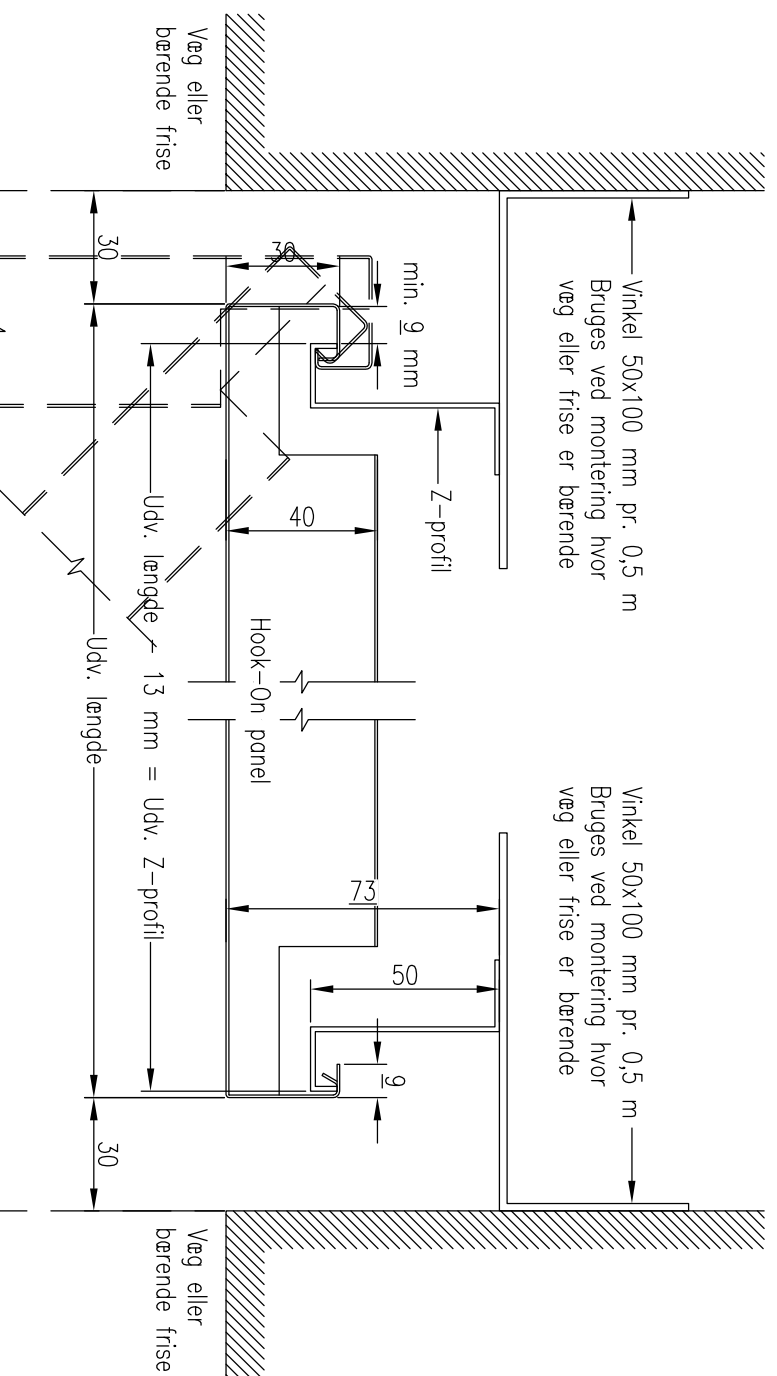 Vinkel 50x100 mm pr. 0,5 m
Bruges ved montering hvor
væg eller frise er bærende
Vinkel 50x100 mm pr. 0,5 m
Bruges ved montering hvor
væg eller frise er bærende
Z-profil
min. 9 mm
30
40
73
50
9
Hook-On panel
Udv. længde - 13 mm = Udv. Z-profil
30
Udv. længde
30
Væg eller
bærende frise
Væg eller
bærende frise